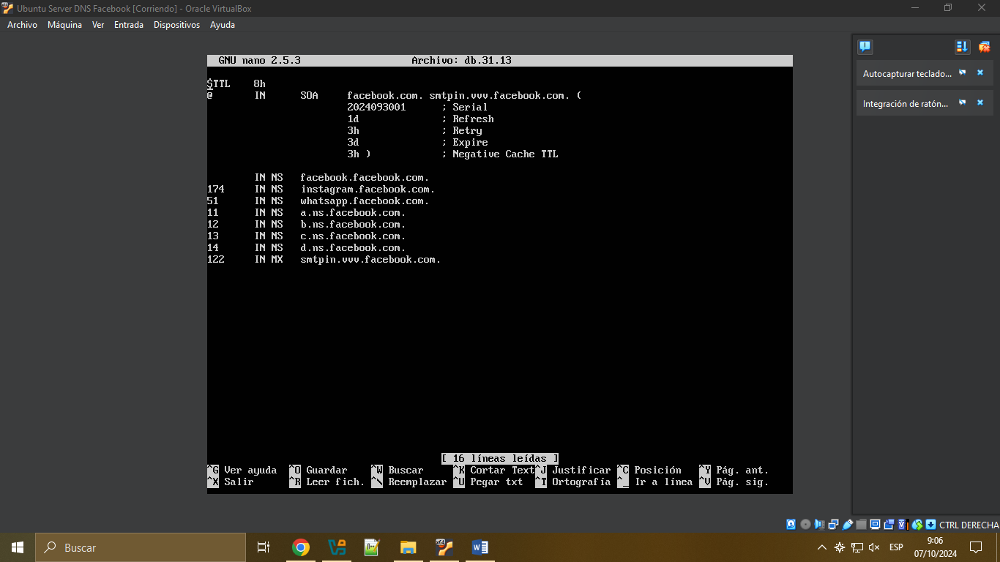 Ubuntu Server DNS Facebook [Corriendo] - Oracle VirtualBox
Archivo Máquina Ver Entrada Dispositivos Ayuda
GNU nano 2.5.3 Archivo: db.31.13
$TTL 8h
@ IN SOA facebook.com. smtpin.vvv.facebook.com. (
2024093001 ; Serial
1d ; Refresh
3h ; Retry
3d ; Expire
3h ) ; Negative Cache TTL
IN NS facebook.facebook.com.
174 IN NS instagram.facebook.com.
51 IN NS whatsapp.facebook.com.
11 IN NS a.ns.facebook.com.
12 IN NS b.ns.facebook.com.
13 IN NS c.ns.facebook.com.
14 IN NS d.ns.facebook.com.
122 IN MX smtpin.vvv.facebook.com.
[ 16 líneas leídas ]
^G Ver ayuda ^O Guardar ^W Buscar ^K Cortar Text ^J Justificar ^C Posición ^Y Pág. ant.
^X Salir ^R Leer fich. ^\ Reemplazar ^U Pegar txt ^T Ortografía ^_ Ir a línea ^V Pág. sig.
Autocapturar teclado...
Integración de ratón...
CTRL DERECHA
Buscar
ESP
9:06
07/10/2024